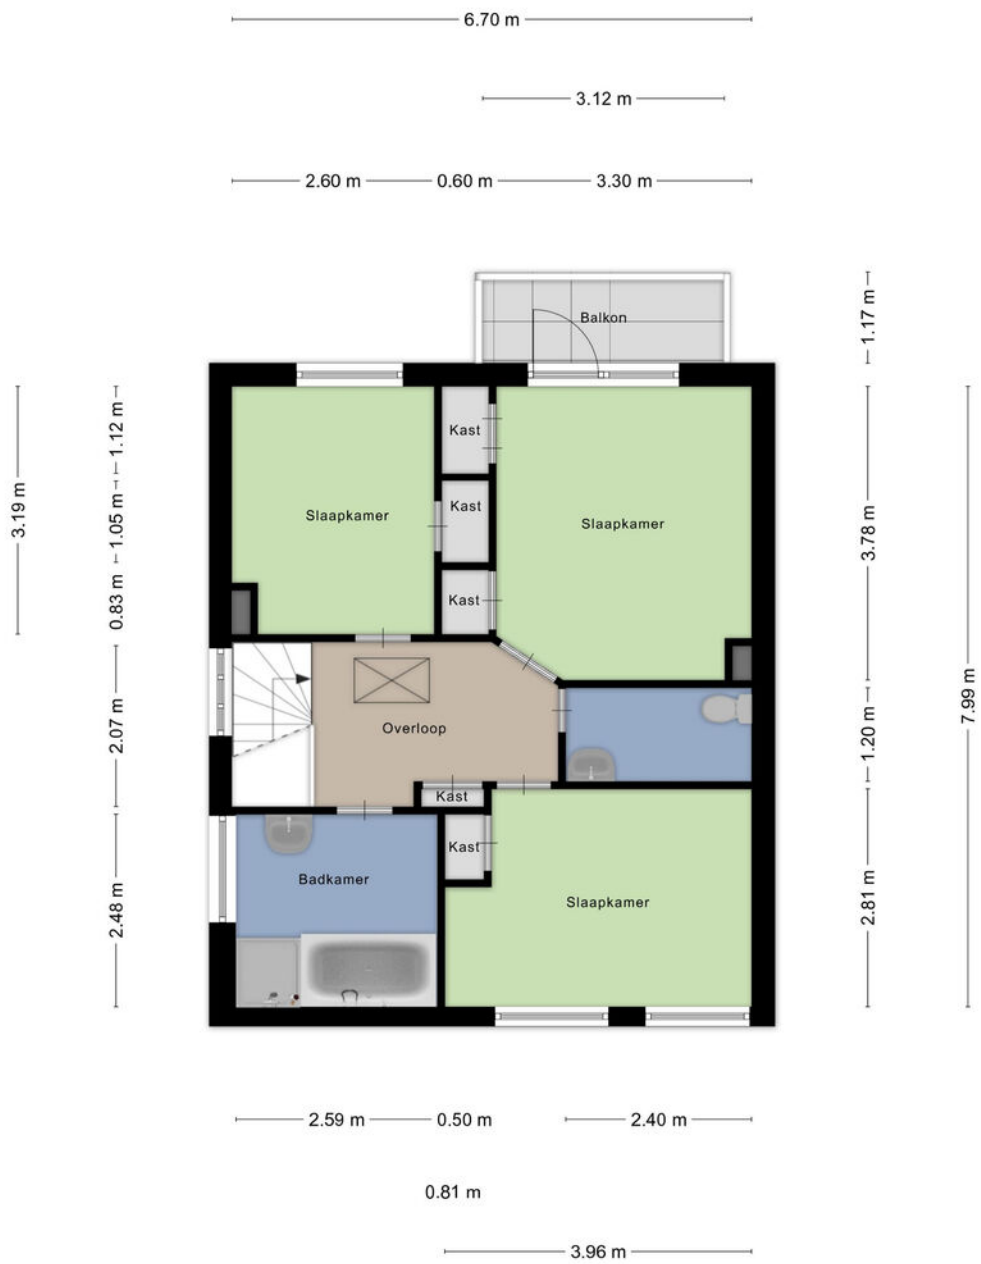 6.70 m
3.12 m
2.60 m 0.60 m 3.30 m
1.17 m
Balkon
1.12 m
Kast
3.19 m
1.05 m
Kast
Slaapkamer
Slaapkamer
3.78 m
0.83 m
Kast
7.99 m
2.07 m
Overloop
1.20 m
Kast
Kast
Badkamer
2.48 m
Slaapkamer
2.81 m
2.59 m 0.50 m 2.40 m
0.81 m
3.96 m